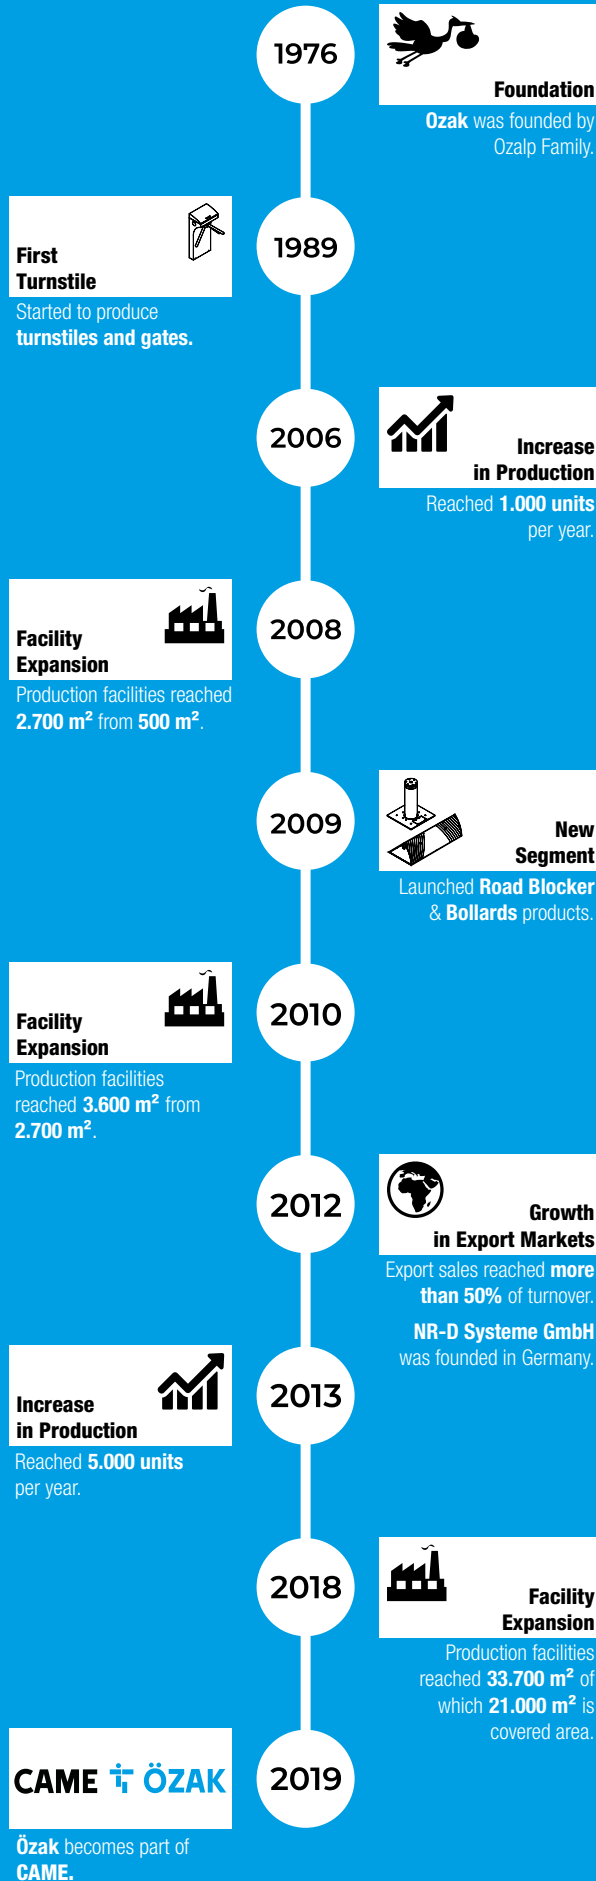 1976
Foundation
Ozak was founded by
Ozalp Family.
1989
First
Turnstile
Started to produce
turnstiles and gates.
2006
Increase
in Production
Reached 1.000 units
per year.
2008
Facility
Expansion
Production facilities reached
2.700 m² from 500 m².
2009
New
Segment
Launched Road Blocker
& Bollards products.
2010
Facility
Expansion
Production facilities
reached 3.600 m² from
2.700 m².
2012
Growth
in Export Markets
Export sales reached more
than 50% of turnover.
NR-D Systeme GmbH
was founded in Germany.
2013
Increase
in Production
Reached 5.000 units
per year.
2018
Facility
Expansion
Production facilities
reached 33.700 m² of
which 21.000 m² is
covered area.
2019
CAME ÖZAK
Özak becomes part of
CAME.